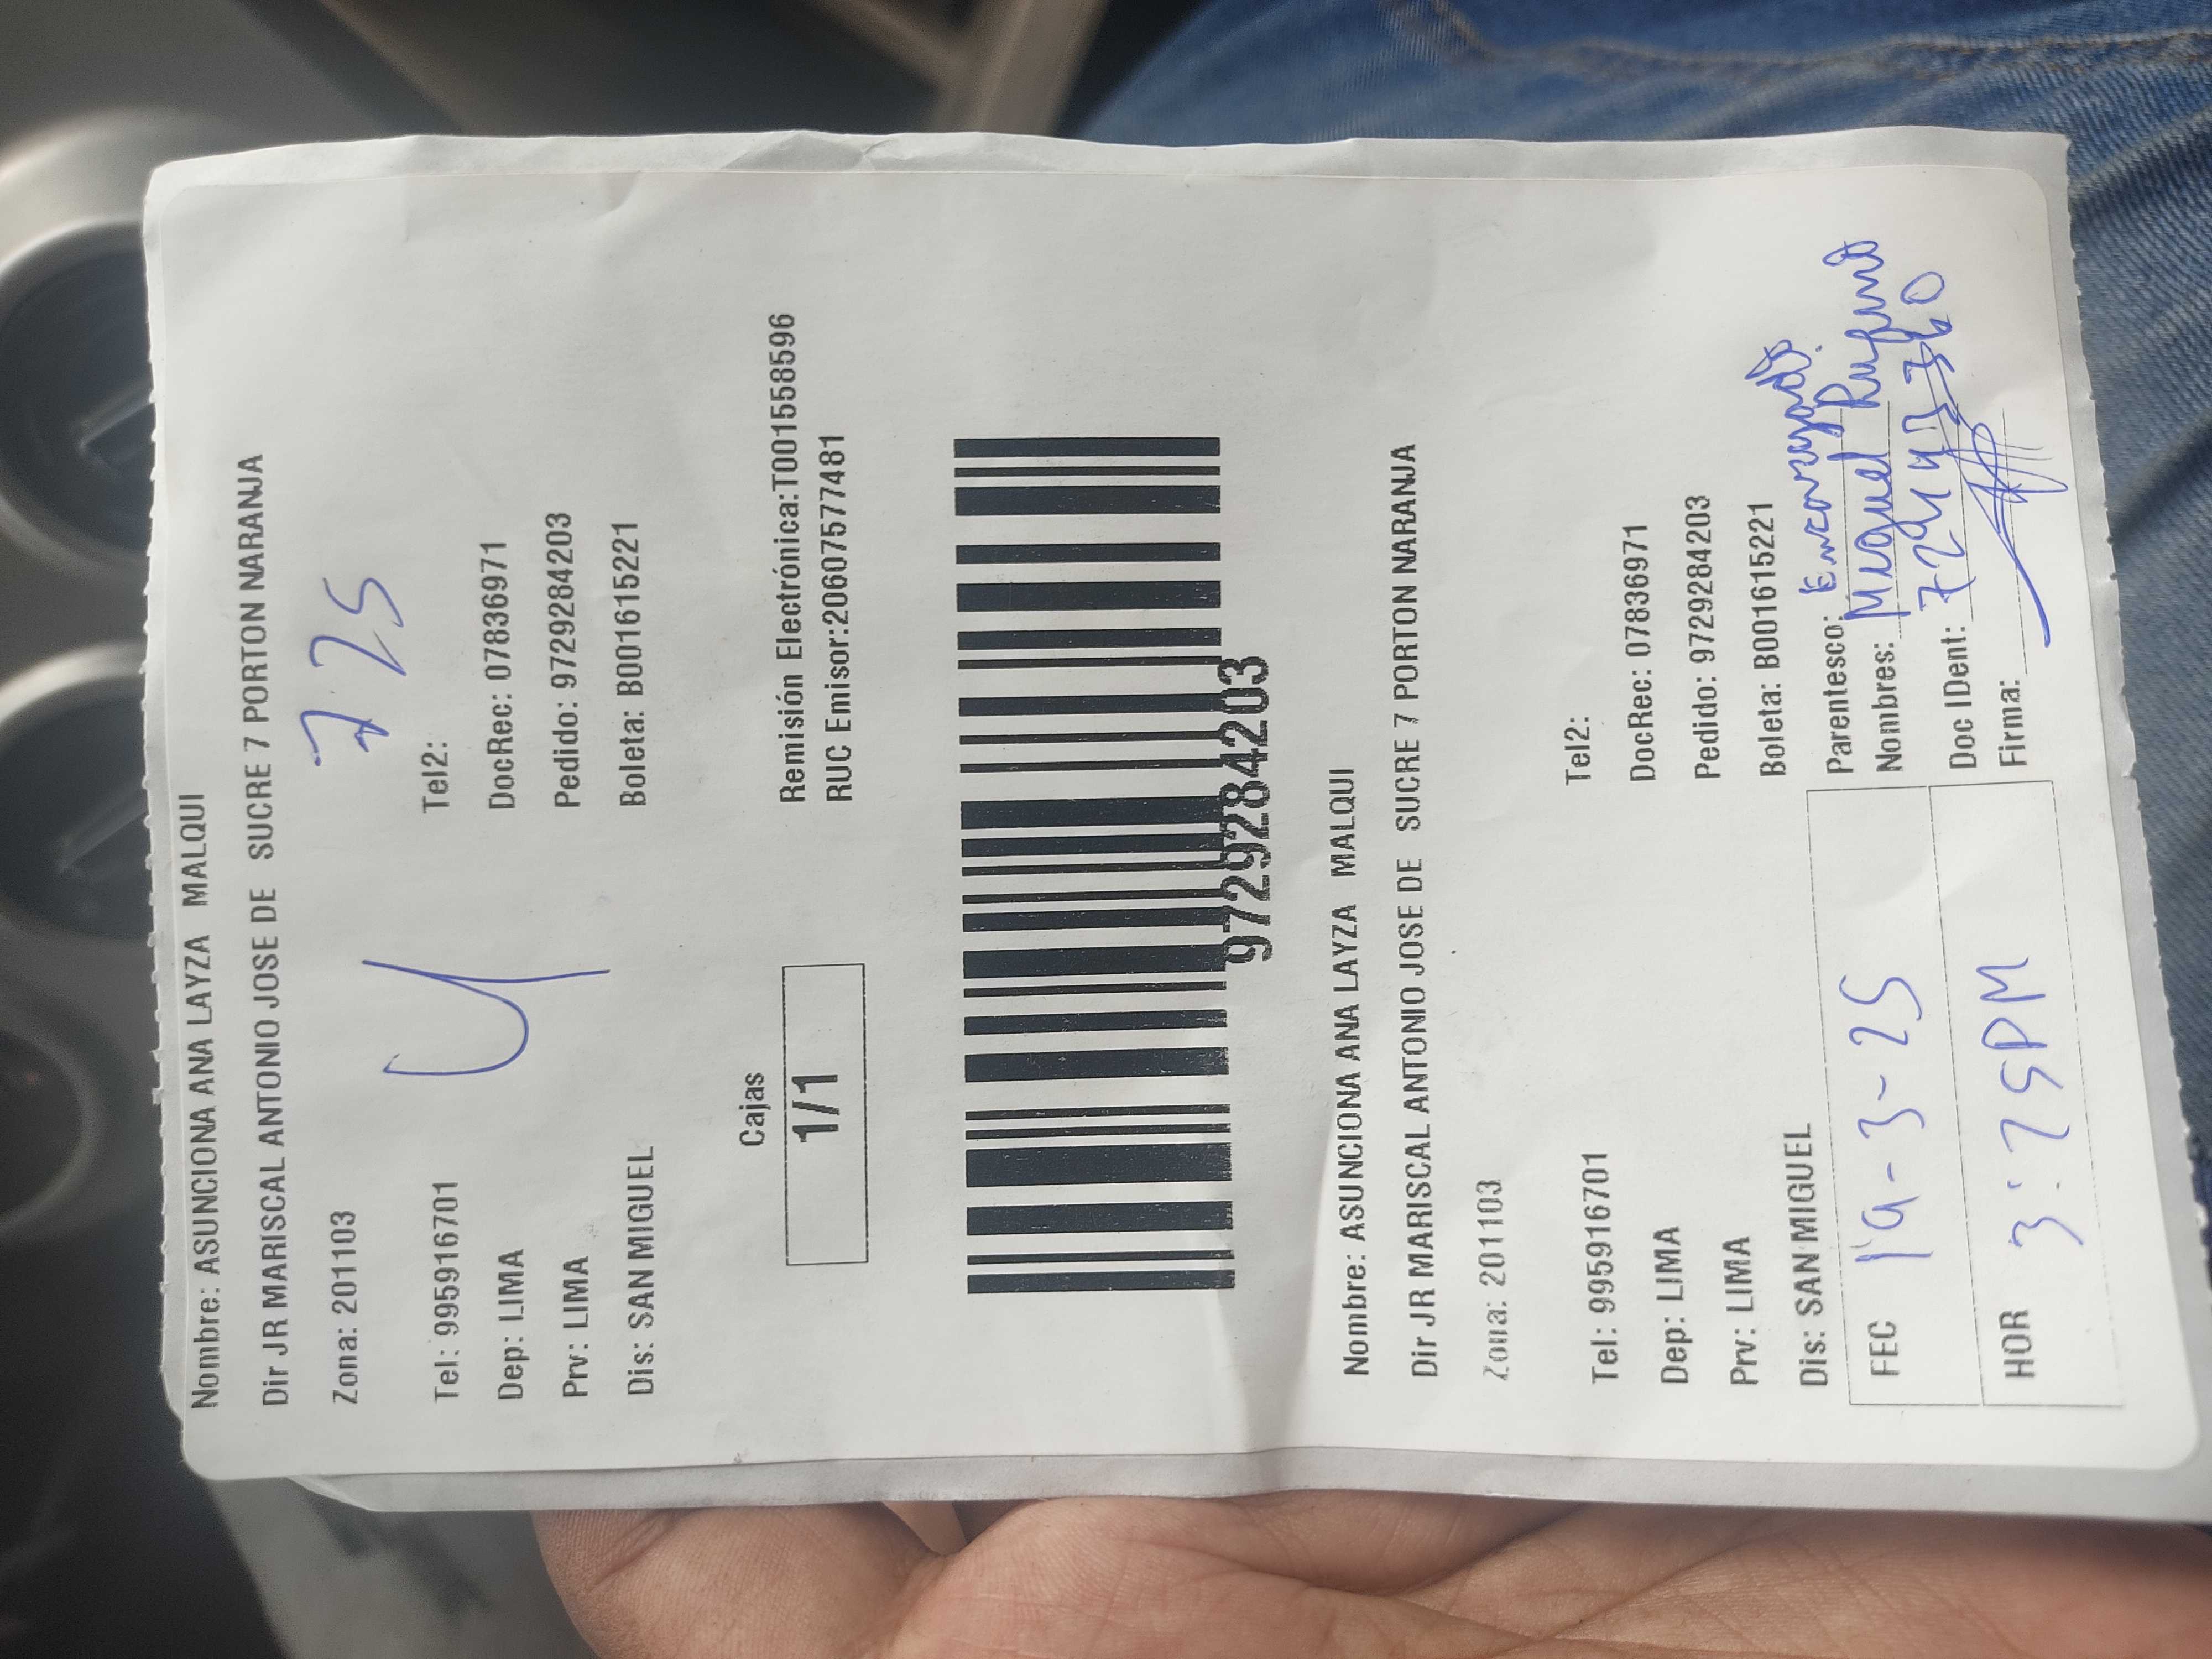 Nombre: ASUNCIONA ANA LAYZA MALQUI
Dir JR MARISCAL ANTONIO JOSE DE SUCRE 7 PORTON NARANJA
725
Zona: 201103
Tel: 995916701 Tel2:
Dep: LIMA DocRec: 07836971
Prv: LIMA Pedido: 9729284203
Dis: SAN MIGUEL Boleta: B001615221
Cajas
1/1
Remisión Electrónica:T00158596
RUC Emisor:20607577481
9729284203
Nombre: ASUNCIONA ANA LAYZA MALQUI
Dir JR MARISCAL ANTONIO JOSE DE SUCRE 7 PORTON NARANJA
Zona: 201103
Tel: 995916701 Tel2:
Dep: LIMA DocRec: 07836971
Prv: LIMA Pedido: 9729284203
Dis: SAN MIGUEL Boleta: B001615221
FEC 19-3-25
HOR 3:25PM
Parentesco: Encargado.
Nombres: Miguel Rufino
Doc IDent:
Firma: